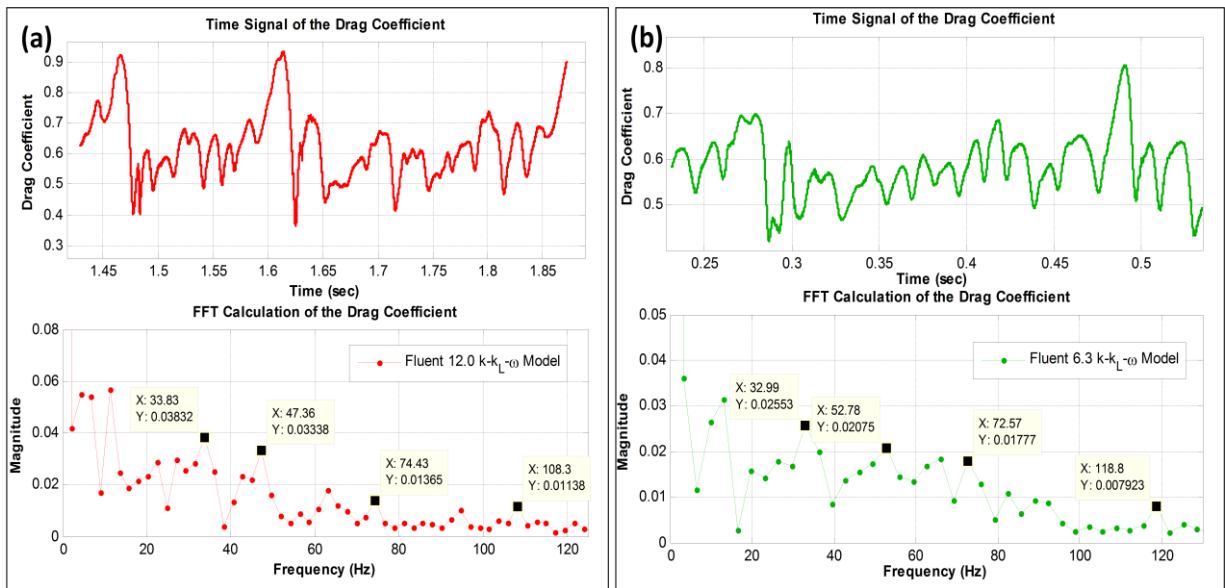 (a)
Time Signal of the Drag Coefficient
Drag Coefficient
0.9
0.8
0.7
0.6
0.5
0.4
0.3
1.45 1.5 1.55 1.6 1.65 1.7 1.75 1.8 1.85
Time (sec)
FFT Calculation of the Drag Coefficient
Magnitude
0.08
0.06
0.04
0.02
0
Fluent 12.0 k-k_L-ω Model
X: 33.83
Y: 0.03832
X: 47.36
Y: 0.03338
X: 74.43
Y: 0.01365
X: 108.3
Y: 0.01138
0 20 40 60 80 100 120
Frequency (Hz)
(b)
Time Signal of the Drag Coefficient
Drag Coefficient
0.8
0.7
0.6
0.5
0.25 0.3 0.35 0.4 0.45 0.5
Time (sec)
FFT Calculation of the Drag Coefficient
Magnitude
0.05
0.04
0.03
0.02
0.01
0
Fluent 6.3 k-k_L-ω Model
X: 32.99
Y: 0.02553
X: 52.78
Y: 0.02075
X: 72.57
Y: 0.01777
X: 118.8
Y: 0.007923
0 20 40 60 80 100 120
Frequency (Hz)